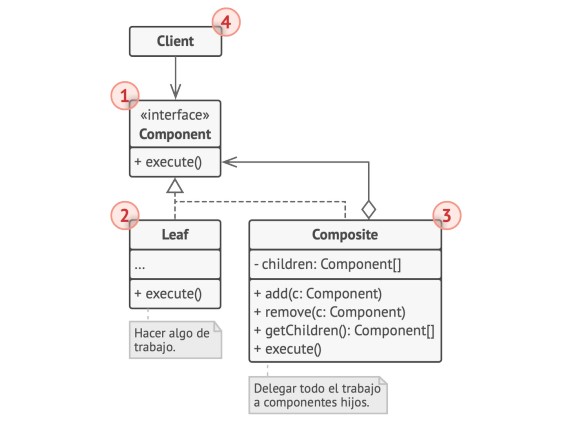 4
Client
1
«interface»
Component
+ execute()
2
Leaf
...
+ execute()
Hacer algo de
trabajo.
3
Composite
- children: Component[]
+ add(c: Component)
+ remove(c: Component)
+ getChildren(): Component[]
+ execute()
Delegar todo el trabajo
a componentes hijos.